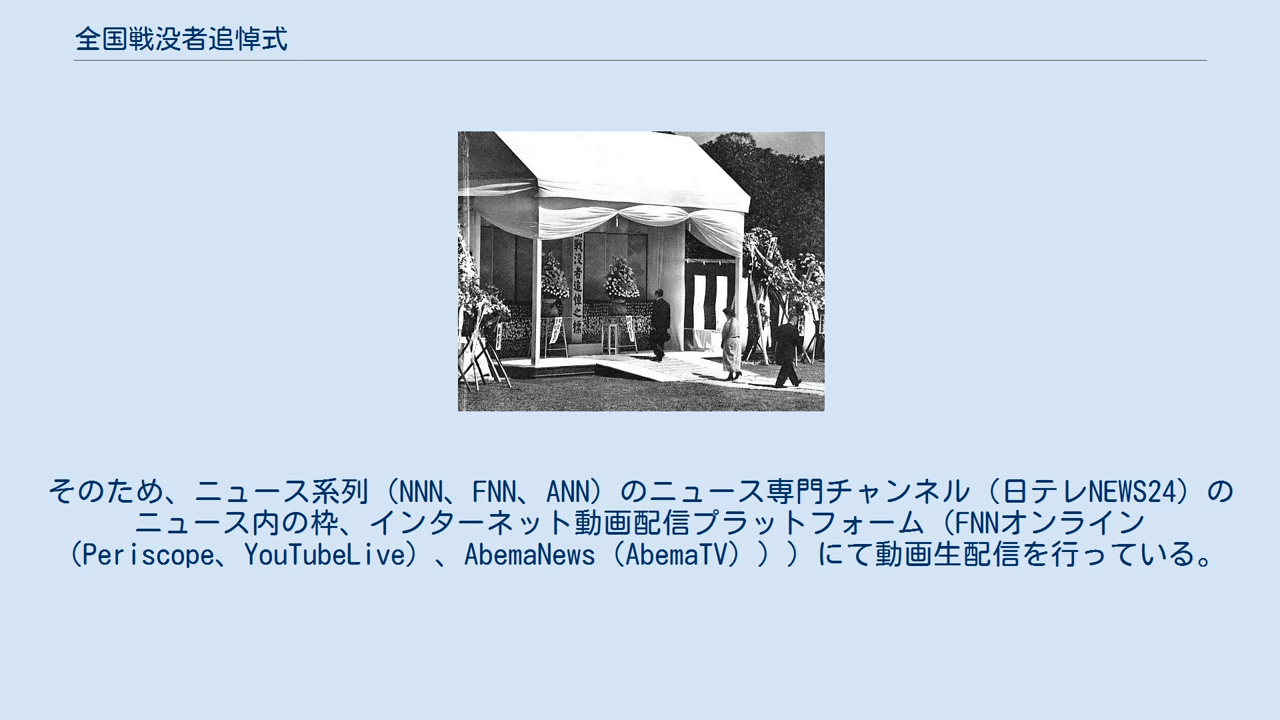 全国戦没者追悼式
戦没者追悼之標
そのため、ニュース系列（NNN、FNN、ANN）のニュース専門チャンネル（日テレNEWS24）の
ニュース内の枠、インターネット動画配信プラットフォーム（FNNオンライン
（Periscope、YouTubeLive）、AbemaNews（AbemaTV）））にて動画生配信を行っている。